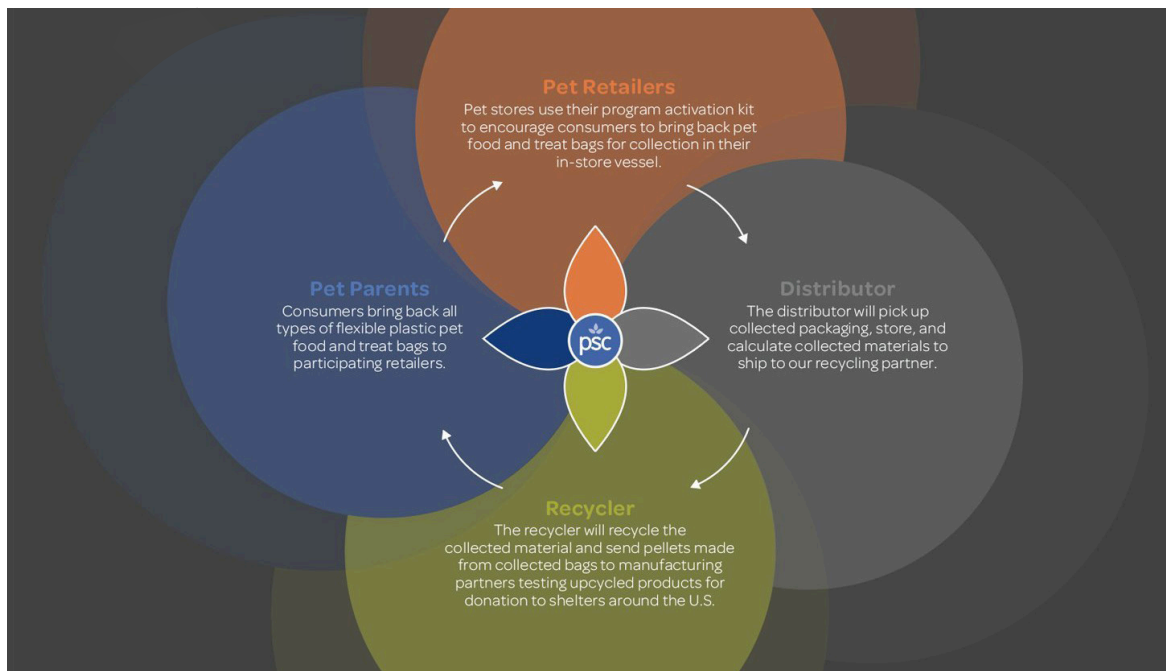 Pet Retailers
Pet stores use their program activation kit
to encourage consumers to bring back pet
food and treat bags for collection in their
in-store vessel.
Pet Parents
Consumers bring back all
types of flexible plastic pet
food and treat bags to
participating retailers.
psc
Distributor
The distributor will pick up
collected packaging, store, and
calculate collected materials to
ship to our recycling partner.
Recycler
The recycler will recycle the
collected material and send pellets made
from collected bags to manufacturing
partners testing upcycled products for
donation to shelters around the U.S.